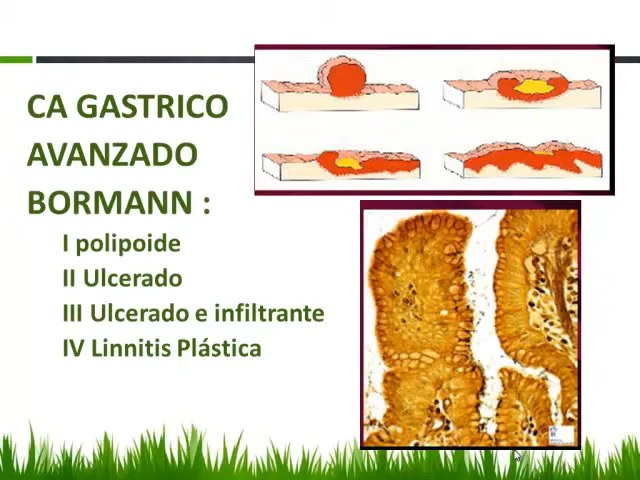 CA GASTRICO
AVANZADO
BORMANN :
I polipoide
II Ulcerado
III Ulcerado e infiltrante
IV Linnitis Plástica